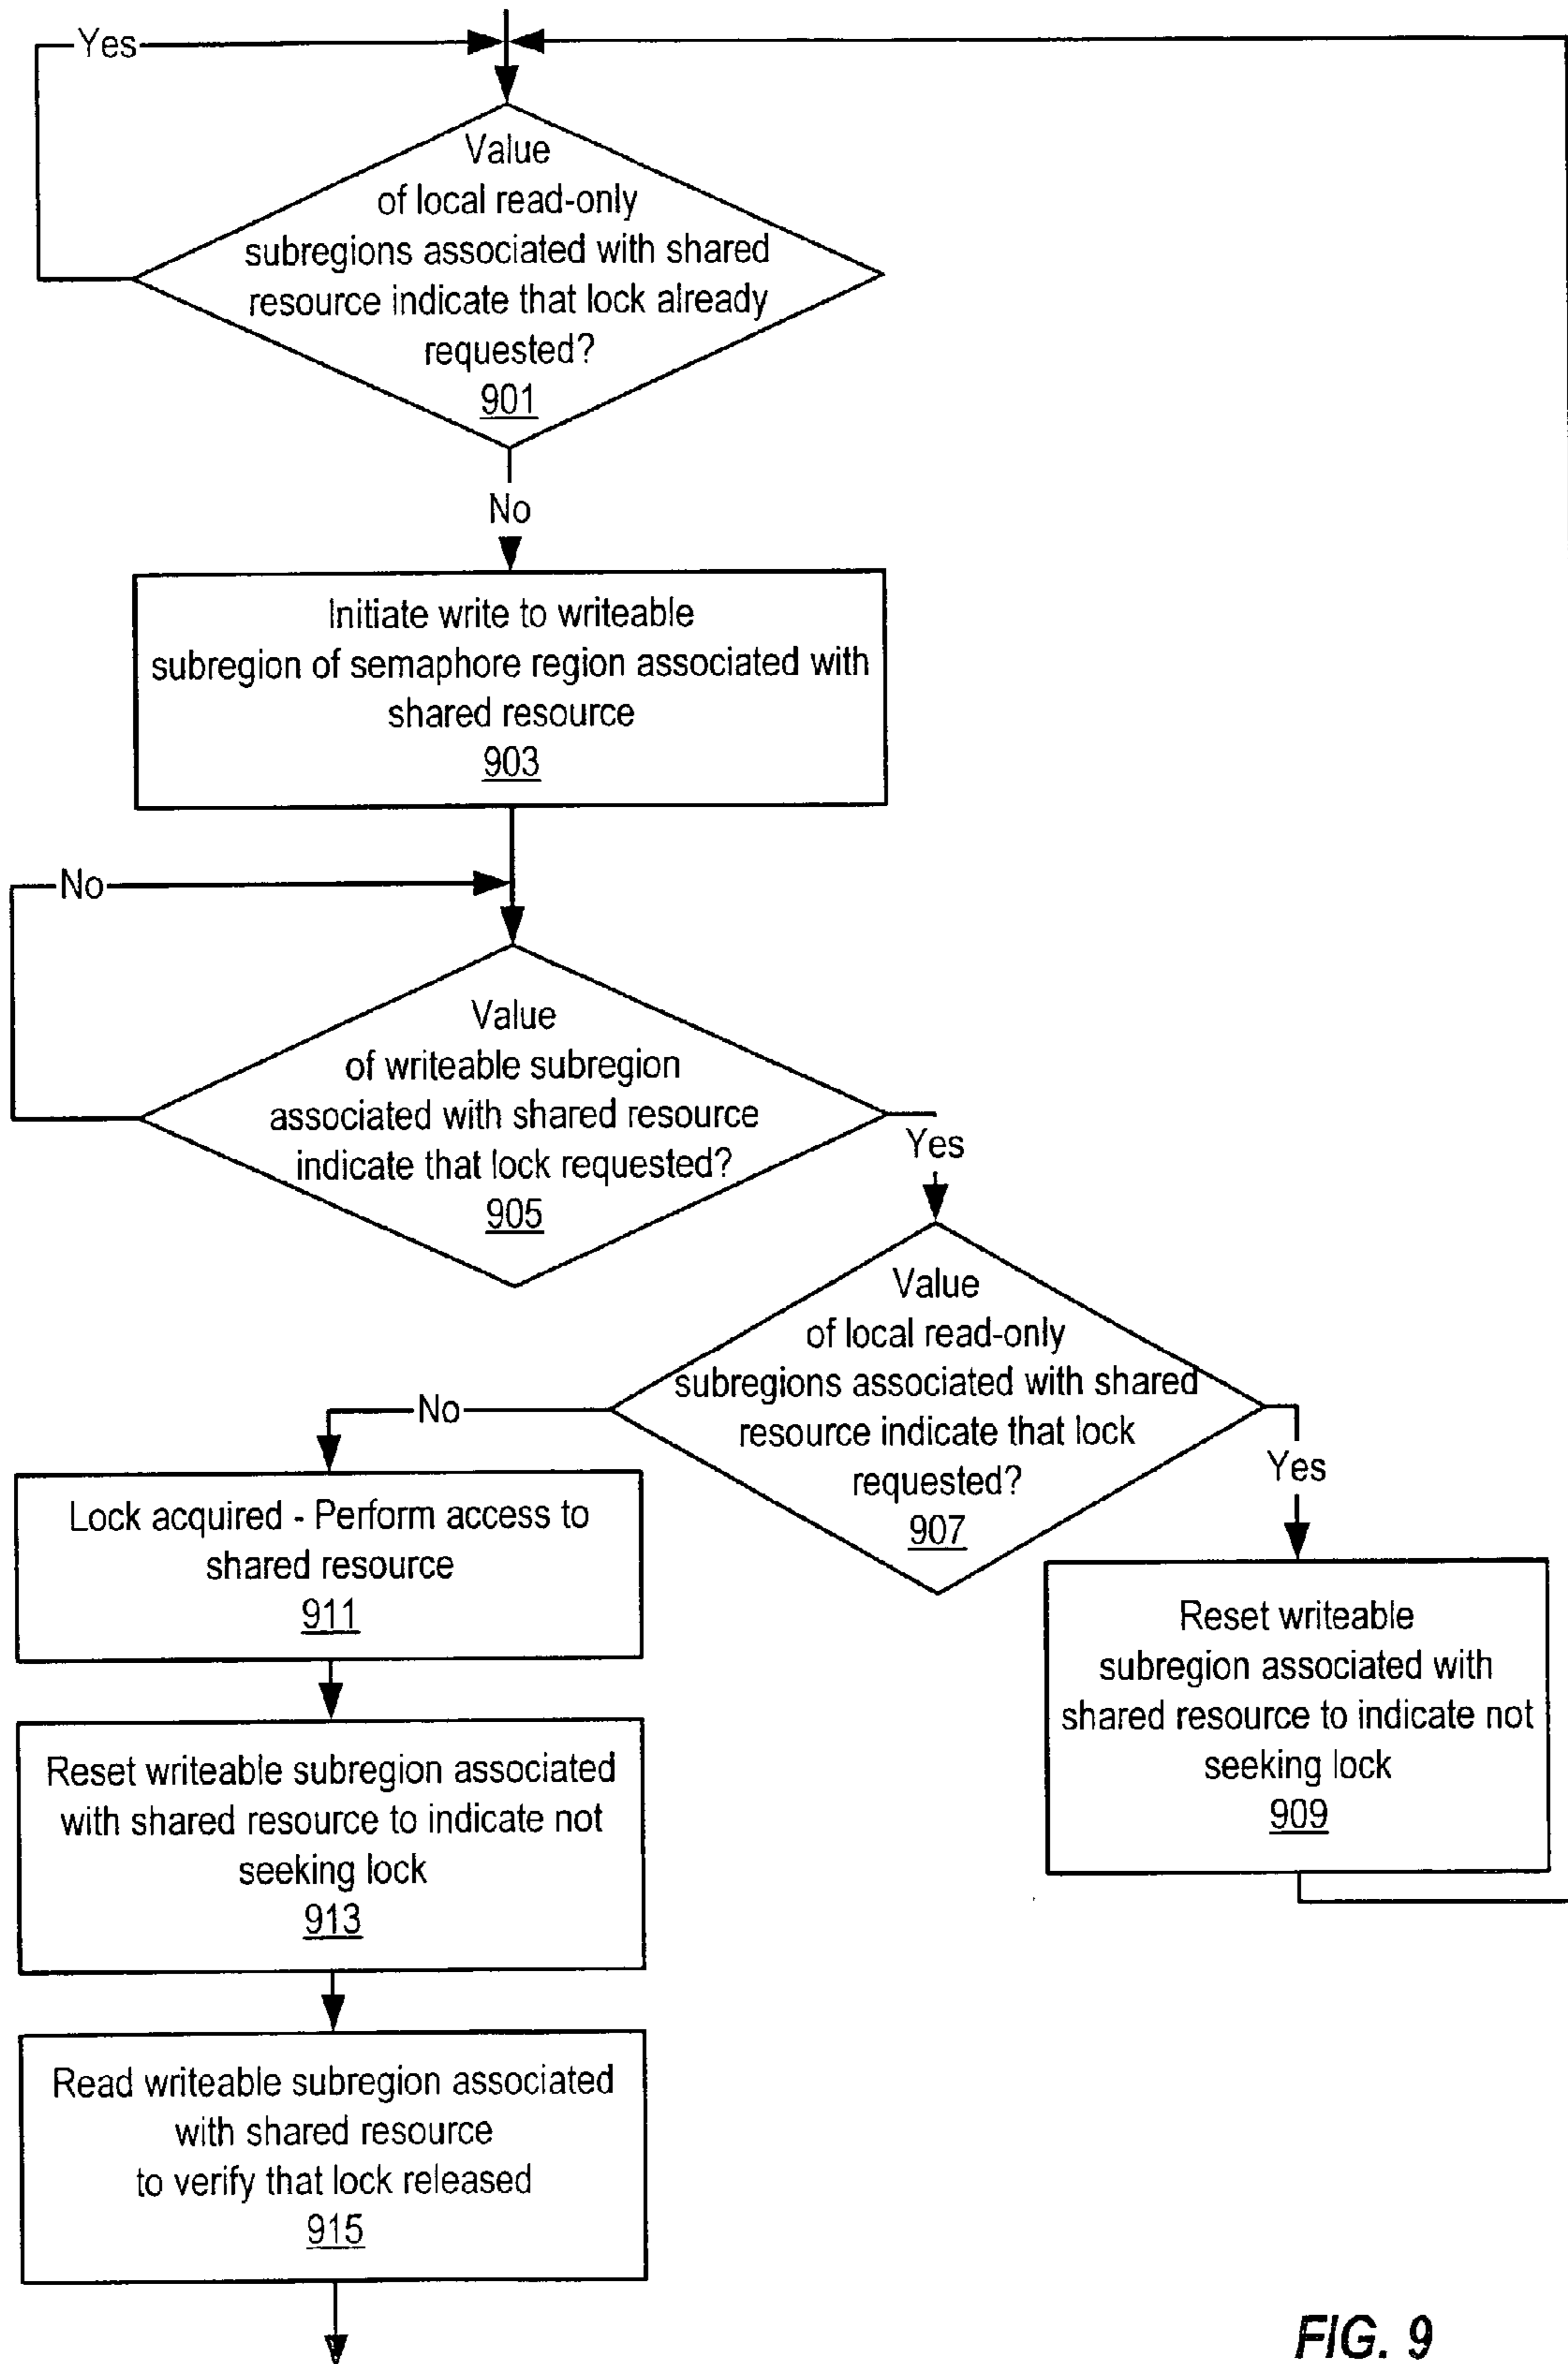 Yes
Value
of local read-only
subregions associated with shared
resource indicate that lock already
requested?
901
No
Initiate write to writeable
subregion of semaphore region associated with
shared resource
903
No
Value
of writeable subregion
associated with shared resource
indicate that lock requested?
905
Yes
Value
of local read-only
subregions associated with shared
resource indicate that lock
requested?
907
No
Yes
Lock acquired - Perform access to
shared resource
911
Reset writeable
subregion associated with
shared resource to indicate not
seeking lock
909
Reset writeable subregion associated
with shared resource to indicate not
seeking lock
913
Read writeable subregion associated
with shared resource
to verify that lock released
915
FIG. 9